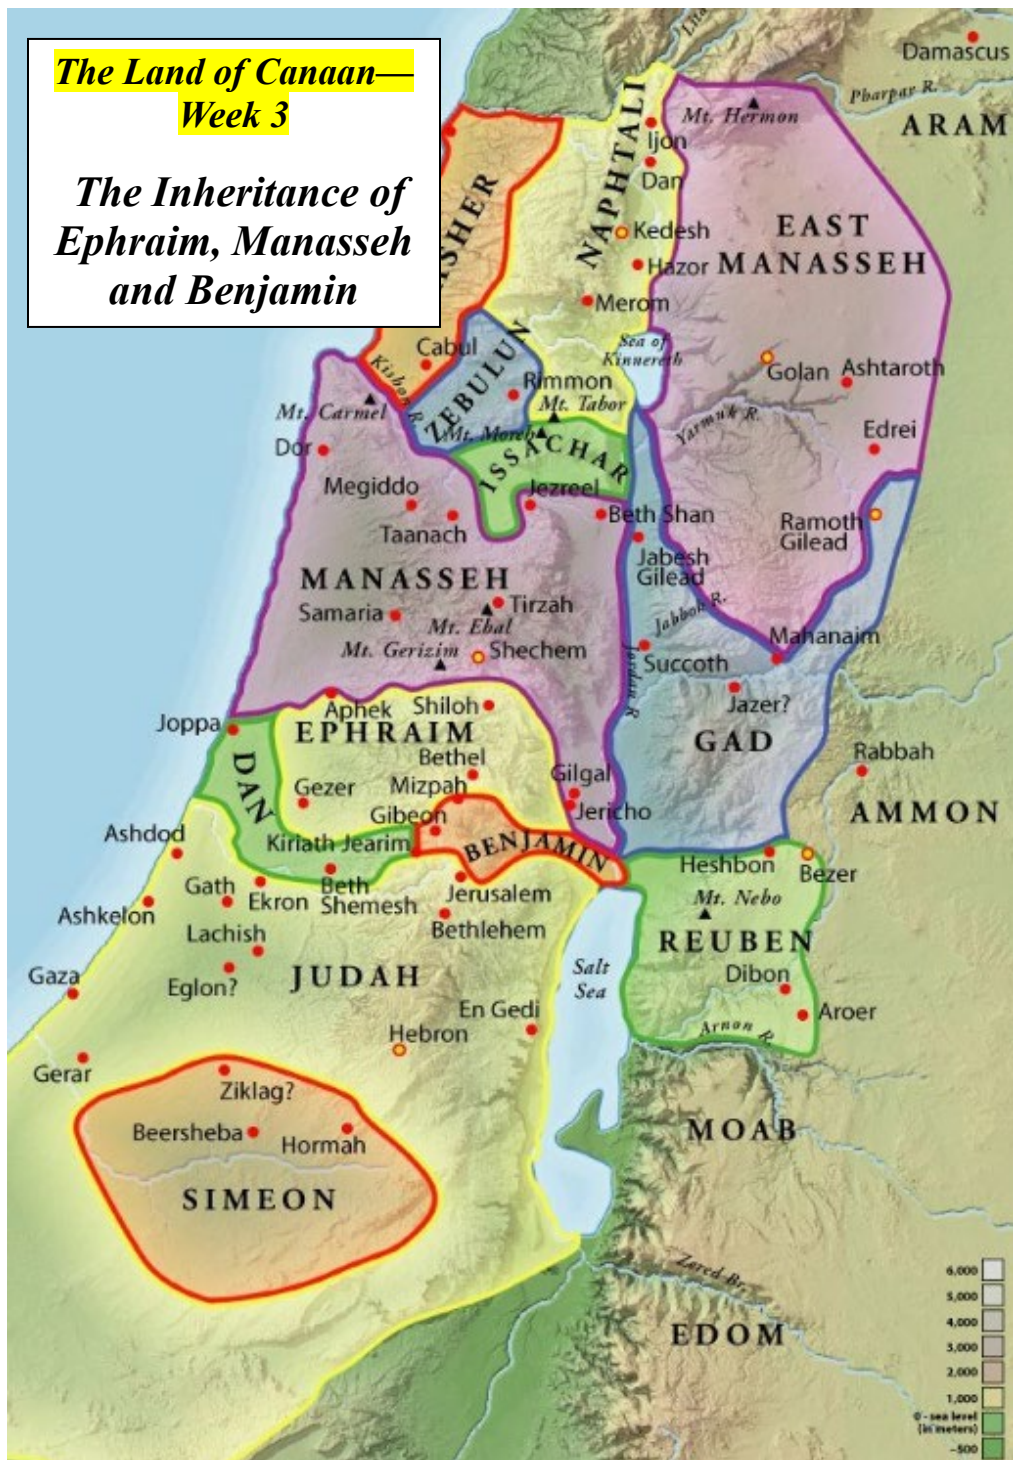 The Land of Canaan—
Week 3
The Inheritance of
Ephraim, Manasseh
and Benjamin
Damascus
Pharpar R.
ARAM
Mt. Hermon
NAPHTALI
Ijon
Dan
ASHER
EAST
MANASSEH
Kedesh
Hazor
Merom
Sea of
Kinnereth
Cabul
Kishon R.
ZEBULUN
Rimmon
Golan
Ashtaroth
Mt. Carmel
Mt. Tabor
Yarmuk R.
Mt. Moreh
Edrei
Dor
ISSACHAR
Megiddo
Jezreel
Beth Shan
Ramoth
Gilead
Taanach
Jabesh
Gilead
MANASSEH
Samaria
Tirzah
Mt. Ebal
Jabbok R.
Mt. Gerizim
Shechem
Mahanaim
Succoth
Jordan R
Jazer?
Joppa
Aphek
Shiloh
EPHRAIM
GAD
DAN
Bethel
Rabbah
Gezer
Mizpah
Gilgal
Jericho
AMMON
Gibeon
Ashdod
Kiriath Jearim
BENJAMIN
Heshbon
Bezer
Gath
Ekron
Beth
Shemesh
Jerusalem
Mt. Nebo
Ashkelon
Bethlehem
Lachish
REUBEN
Gaza
Eglon?
JUDAH
Salt
Sea
Dibon
En Gedi
Aroer
Hebron
Arnon R.
Gerar
Ziklag?
Beersheba
Hormah
MOAB
SIMEON
Zered Br.
EDOM
6,000
5,000
4,000
3,000
2,000
1,000
0 - sea level
(in meters)
-500